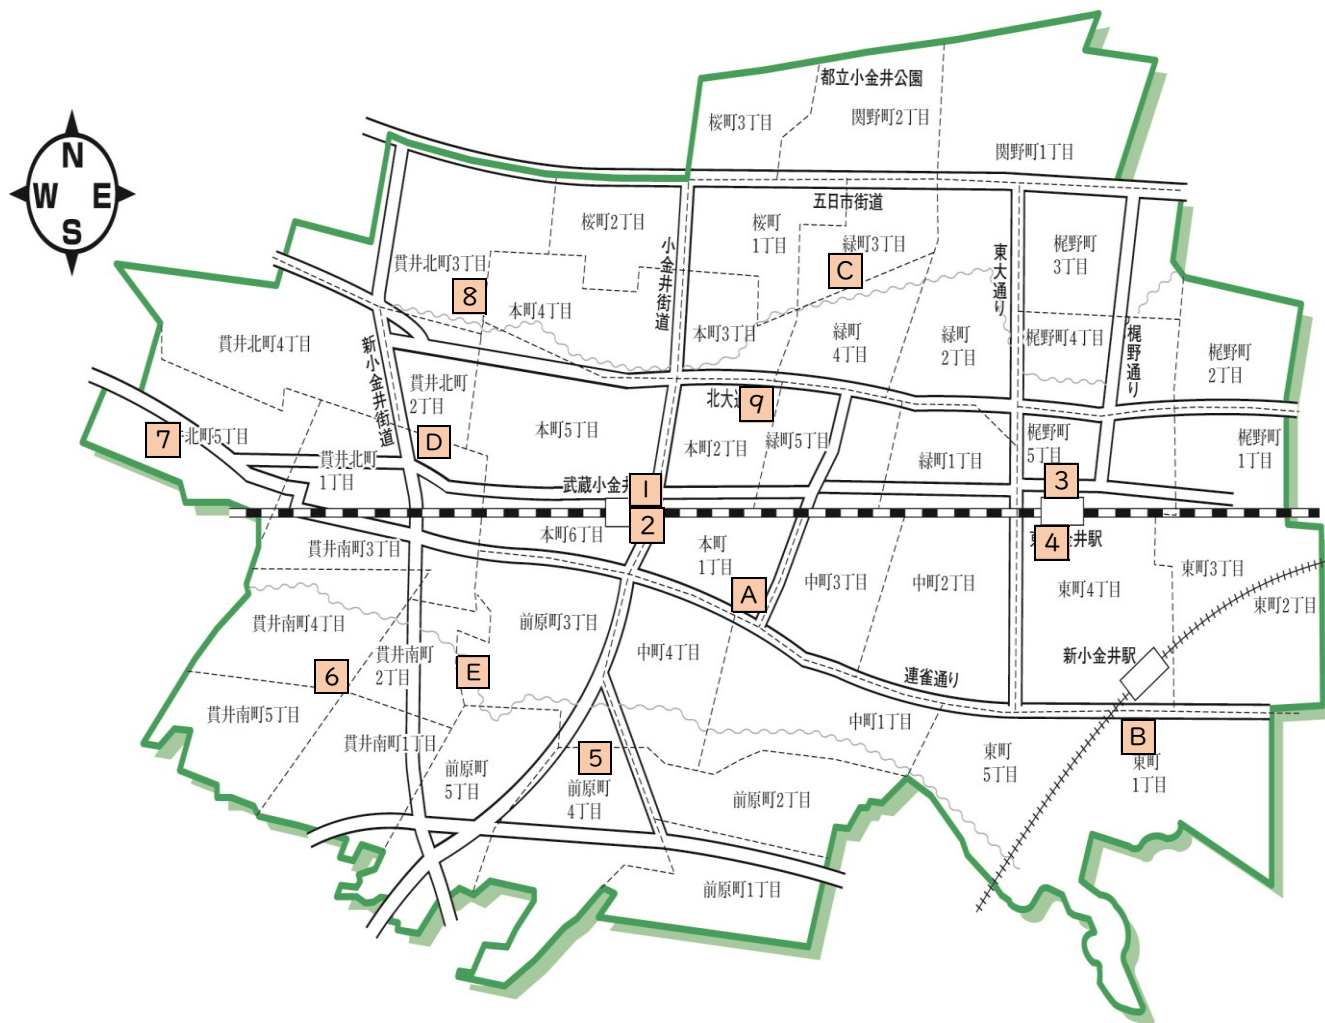 都立小金井公園
桜町3丁目
関野町2丁目
関野町1丁目
N
W E
S
五日市街道
桜町2丁目
桜町
1丁目
緑町3丁目
小金井街道
東大通り
梶野町
3丁目
貫井北町3丁目
C
8
本町4丁目
本町3丁目
緑町
4丁目
緑町
2丁目
梶野町4丁目
梶野通り
梶野町
2丁目
貫井北町4丁目
新小金井街道
貫井北町
2丁目
北大
9
7
北町5丁目
D
本町5丁目
本町2丁目
緑町5丁目
梶野町
5丁目
梶野町
1丁目
貫井北町
1丁目
緑町1丁目
武蔵小金井
1
3
2
本町6丁目
4
金井駅
貫井南町3丁目
本町
1丁目
中町3丁目
中町2丁目
東町4丁目
東町3丁目
東町2丁目
A
貫井南町4丁目
前原町3丁目
中町4丁目
貫井南町
2丁目
6
E
新小金井駅
連雀通り
貫井南町5丁目
中町1丁目
貫井南町1丁目
B
東町
5丁目
東町
1丁目
5
前原町
5丁目
前原町
4丁目
前原町2丁目
前原町1丁目